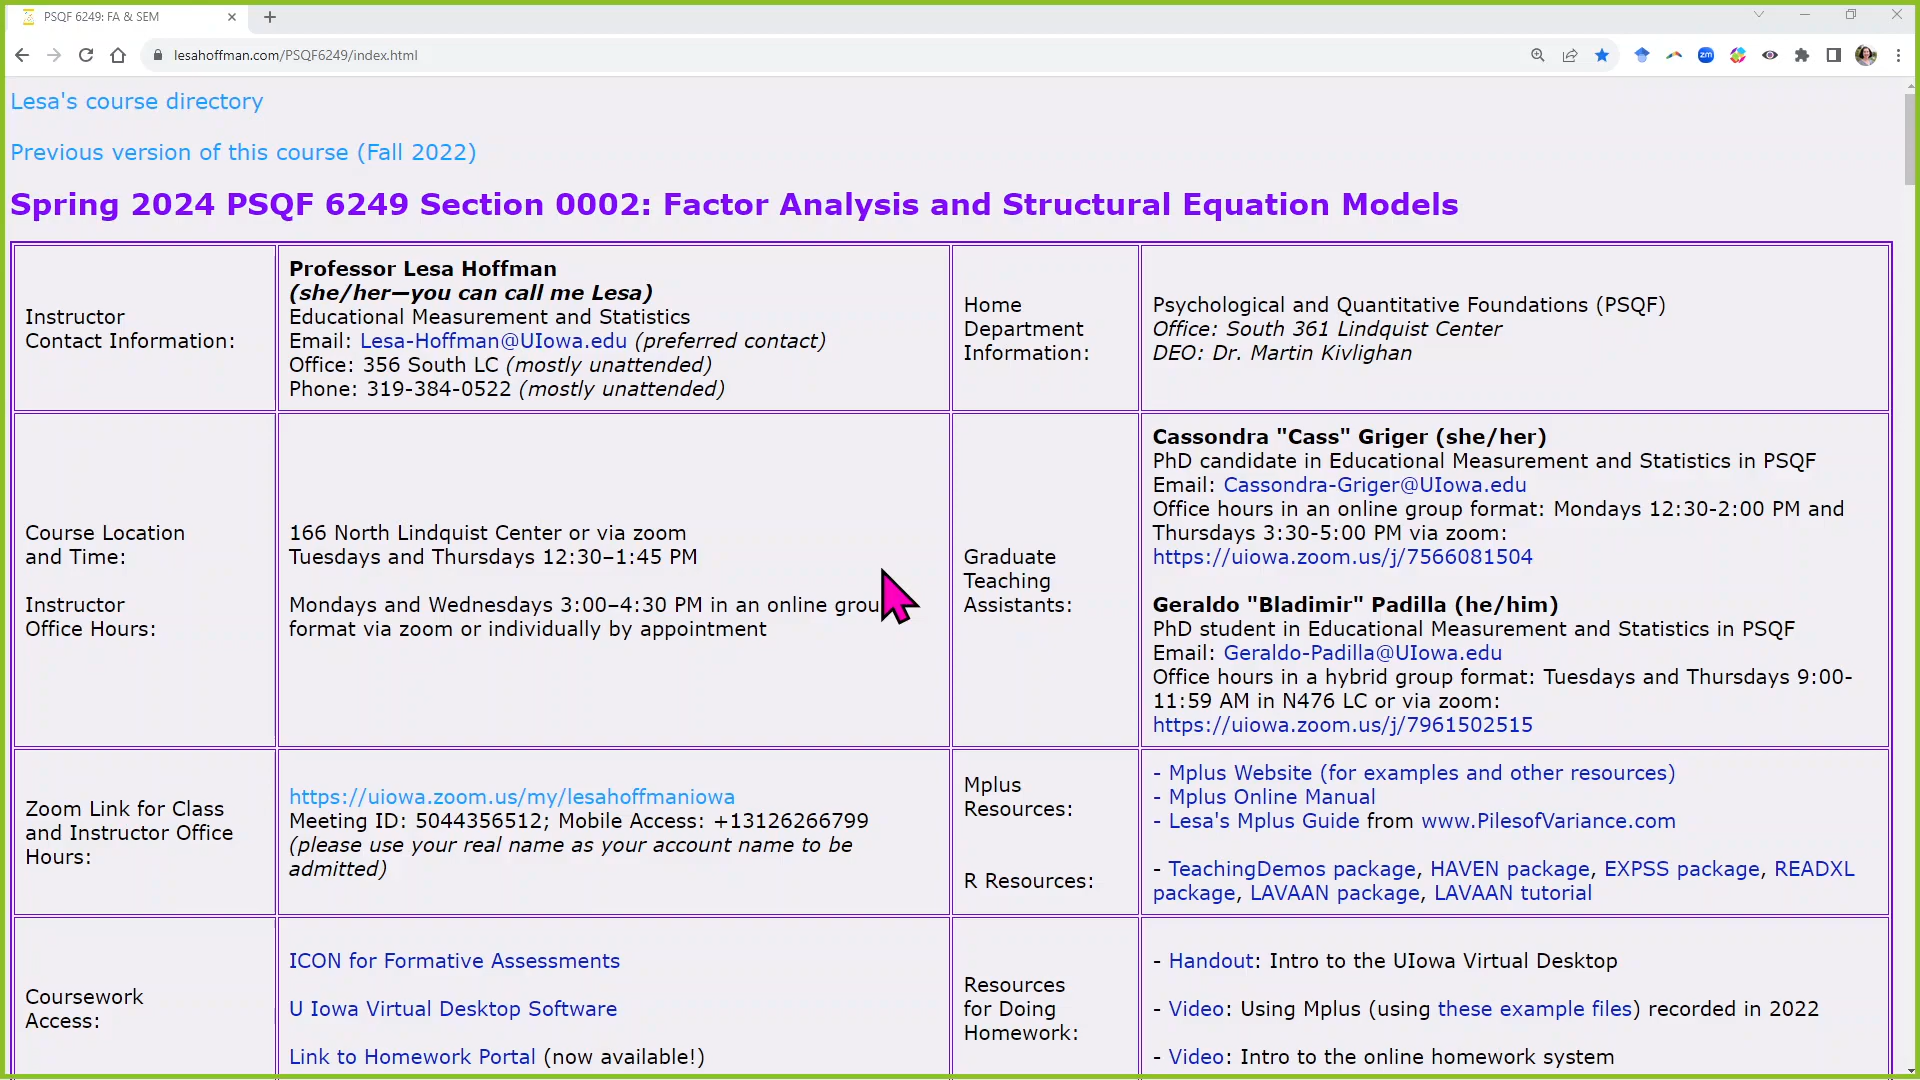 PSQF 6249: FA & SEM
lesahoffman.com/PSQF6249/index.html
zm
Lesa's course directory
Previous version of this course (Fall 2022)
Spring 2024 PSQF 6249 Section 0002: Factor Analysis and Structural Equation Models
Instructor
Contact Information:
Professor Lesa Hoffman
(she/her—you can call me Lesa)
Educational Measurement and Statistics
Email: Lesa-Hoffman@UIowa.edu (preferred contact)
Office: 356 South LC (mostly unattended)
Phone: 319-384-0522 (mostly unattended)
Home
Department
Information:
Psychological and Quantitative Foundations (PSQF)
Office: South 361 Lindquist Center
DEO: Dr. Martin Kivlighan
Course Location
and Time:
Instructor
Office Hours:
166 North Lindquist Center or via zoom
Tuesdays and Thursdays 12:30–1:45 PM
Mondays and Wednesdays 3:00–4:30 PM in an online grou
format via zoom or individually by appointment
Graduate
Teaching
Assistants:
Cassondra "Cass" Griger (she/her)
PhD candidate in Educational Measurement and Statistics in PSQF
Email: Cassondra-Griger@UIowa.edu
Office hours in an online group format: Mondays 12:30-2:00 PM and
Thursdays 3:30-5:00 PM via zoom:
https://uiowa.zoom.us/j/7566081504
Geraldo "Bladimir" Padilla (he/him)
PhD student in Educational Measurement and Statistics in PSQF
Email: Geraldo-Padilla@UIowa.edu
Office hours in a hybrid group format: Tuesdays and Thursdays 9:00-
11:59 AM in N476 LC or via zoom:
https://uiowa.zoom.us/j/7961502515
Zoom Link for Class
and Instructor Office
Hours:
https://uiowa.zoom.us/my/lesahoffmaniowa
Meeting ID: 5044356512; Mobile Access: +13126266799
(please use your real name as your account name to be
admitted)
Mplus
Resources:
R Resources:
- Mplus Website (for examples and other resources)
- Mplus Online Manual
- Lesa's Mplus Guide from www.PilesofVariance.com
- TeachingDemos package, HAVEN package, EXPSS package, READXL
package, LAVAAN package, LAVAAN tutorial
Coursework
Access:
ICON for Formative Assessments
U Iowa Virtual Desktop Software
Link to Homework Portal (now available!)
Resources
for Doing
Homework:
- Handout: Intro to the UIowa Virtual Desktop
- Video: Using Mplus (using these example files) recorded in 2022
- Video: Intro to the online homework system